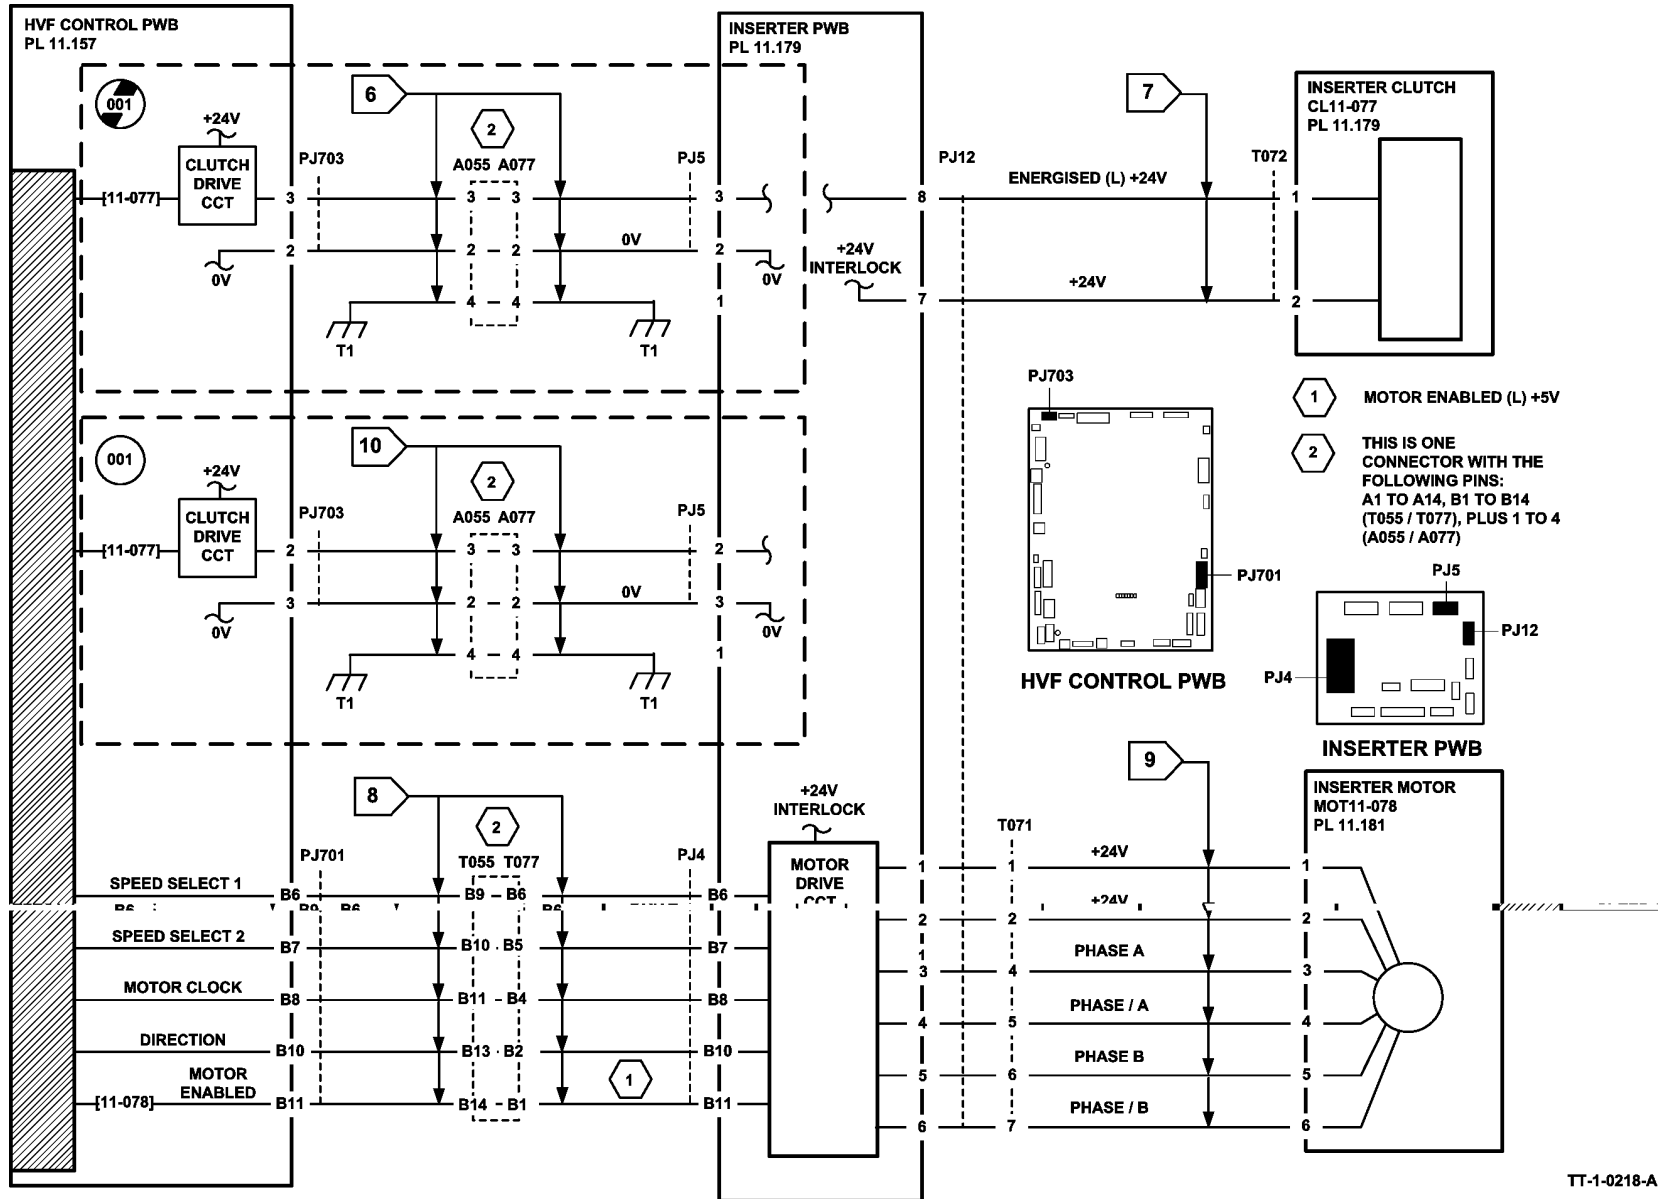 HVF CONTROL PWB
PL 11.157
INSERTER PWB
PL 11.179
001
6
2
7
INSERTER CLUTCH
CL11-077
PL 11.179
+24V
CLUTCH
DRIVE
CCT
PJ703
A055 A077
PJ5
PJ12
T072
[11-077]
3
3 3
3
8
ENERGISED (L) +24V
1
2
2 2
0V
2
0V
0V
+24V
INTERLOCK
4 4
1
7
+24V
2
T1
T1
001
10
2
+24V
CLUTCH
DRIVE
CCT
PJ703
A055 A077
PJ5
[11-077]
2
3 3
2
3
2 2
0V
3
0V
0V
4 4
1
T1
T1
PJ703
PJ701
HVF CONTROL PWB
1
MOTOR ENABLED (L) +5V
2
THIS IS ONE
CONNECTOR WITH THE
FOLLOWING PINS:
A1 TO A14, B1 TO B14
(T055 / T077), PLUS 1 TO 4
(A055 / A077)
PJ5
PJ12
PJ4
INSERTER PWB
8
2
+24V
INTERLOCK
9
INSERTER MOTOR
MOT11-078
PL 11.181
PJ701
T055 T077
PJ4
MOTOR
DRIVE
T071
SPEED SELECT 1
B6
B9 B6
B6
1
1
+24V
1
2
2
+24V
2
SPEED SELECT 2
B7
B10 B5
B7
1
3
4
PHASE A
3
MOTOR CLOCK
B8
B11 B4
B8
4
5
PHASE / A
4
DIRECTION
B10
B13 B2
B10
5
6
PHASE B
5
[11-078]
MOTOR
ENABLED
B11
B14 B1
1
B11
6
7
PHASE / B
6
TT-1-0218-A